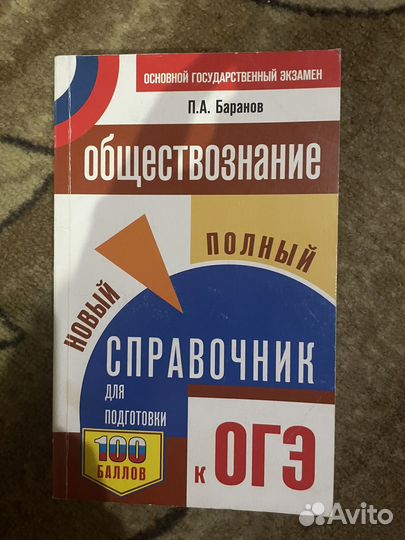 ОСНОВНОЙ ГОСУДАРСТВЕННЫЙ ЭКЗАМЕН
П.А. Баранов
ОБЩЕСТВОЗНАНИЕ
НОВЫЙ
ПОЛНЫЙ
СПРАВОЧНИК
ДЛЯ
ПОДГОТОВКИ
100
БАЛЛОВ
К ОГЭ
Avito